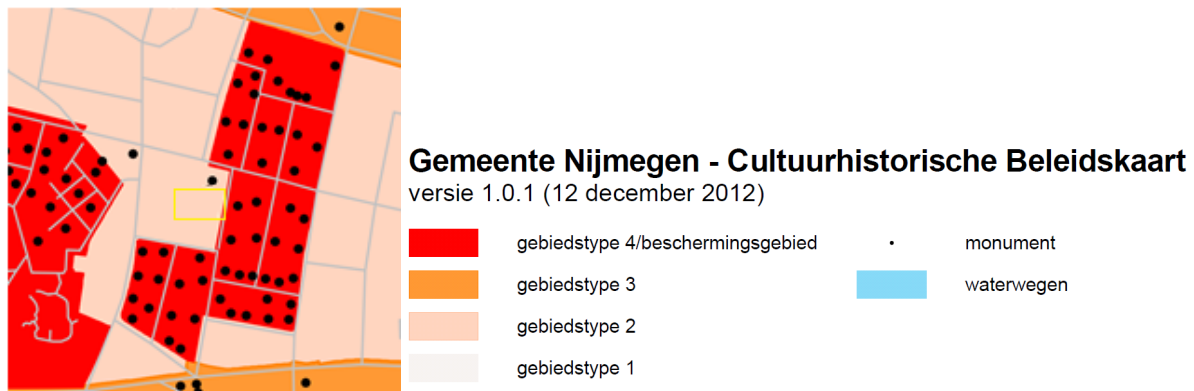 Gemeente Nijmegen - Cultuurhistorische Beleidskaart
versie 1.0.1 (12 december 2012)
gebiedstype 4/beschermingsgebied
monument
gebiedstype 3
waterwegen
gebiedstype 2
gebiedstype 1